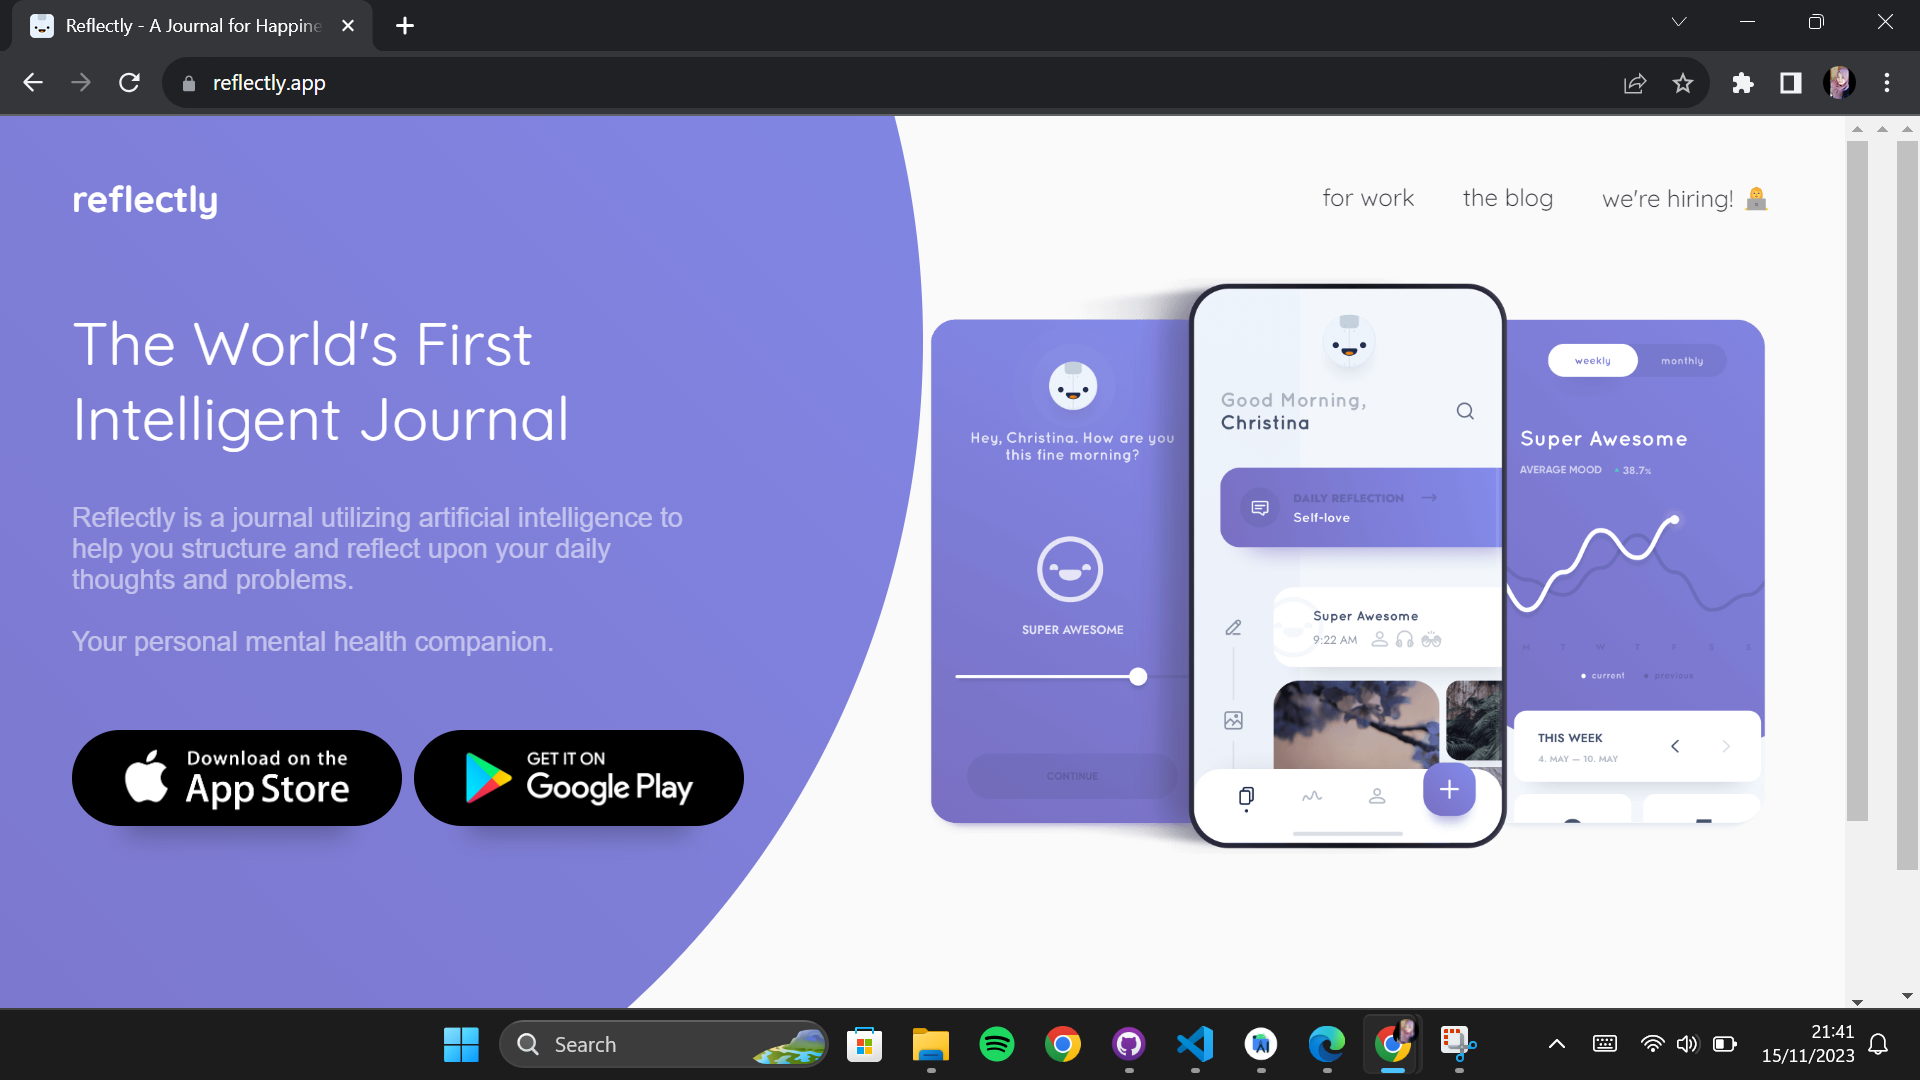 Reflectly - A Journal for Happine
reflectly.app
reflectly
for work
the blog
we're hiring!
The World's First
Intelligent Journal
Reflectly is a journal utilizing artificial intelligence to
help you structure and reflect upon your daily
thoughts and problems.
Your personal mental health companion.
Download on the
App Store
GET IT ON
Google Play
Hey, Christina. How are you
this fine morning?
SUPER AWESOME
CONTINUE
Good Morning,
Christina
DAILY REFLECTION
Self-love
Super Awesome
9:22 AM
weekly
monthly
Super Awesome
AVERAGE MOOD
38.7%
M T W T F S S
current
previous
THIS WEEK
4. MAY — 10. MAY
Search
21:41
15/11/2023